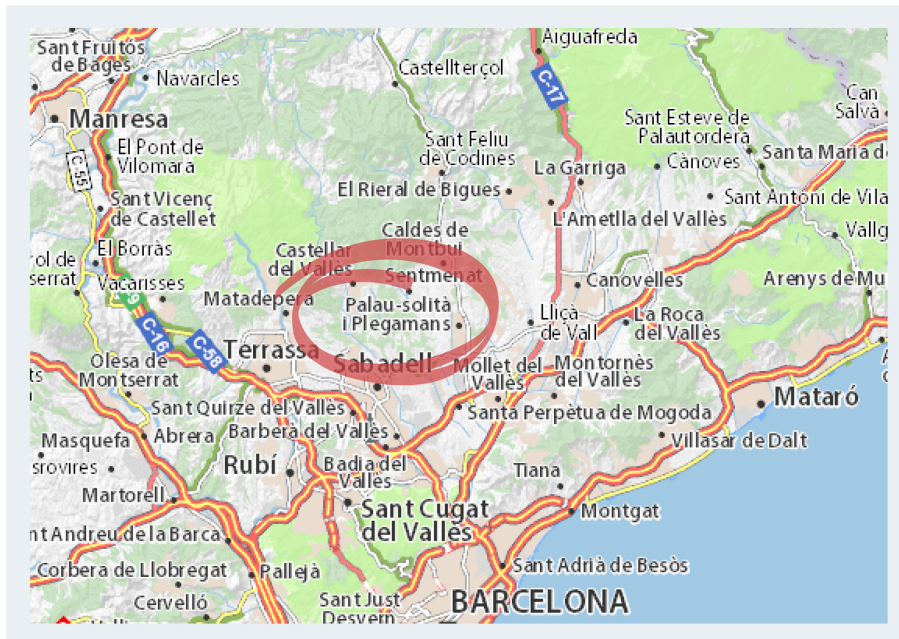 Sant Fruitós
de Bages
Navarcles
Manresa
El Pont de
Vilomara
C-55
Sant Vicenç
de Castellet
El Borràs
ol de
serrat
Vacarisses
9
C-16
C-58
Castellterçol
Aiguafreda
C-17
Can
Salvà
Sant Esteve de
Palautordera
Santa Maria d
Cànoves
Sant Feliu
de Codines
La Garriga
El Rieral de Bigues
Sant Antoni de Vila
L'Ametlla del Vallès
Vallg
Caldes de
Montbui
Castellar
del Vallès
Sentmenat
Canovelles
Arenys de Mu
Matadepera
Palau-solità
i Plegamans
Lliçà
de Vall
La Roca
del Vallès
Olesa de
Montserrat
Terrassa
Sabadell
Mollet del
Vallès
Montornès
del Vallès
ts
Mataró
Sant Quirze del Vallès
Santa Perpètua de Mogoda
Masquefa
Abrera
Barberà del Vallès
Villasar de Dalt
srovires
Rubí
Badia del
Vallès
Tiana
Martorell
Sant Cugat
del Vallès
Montgat
nt Andreu de la Barca
Corbera de Llobregat
Pallejà
Sant Adrià de Besòs
Cervelló
Sant Just
Desvern
BARCELONA